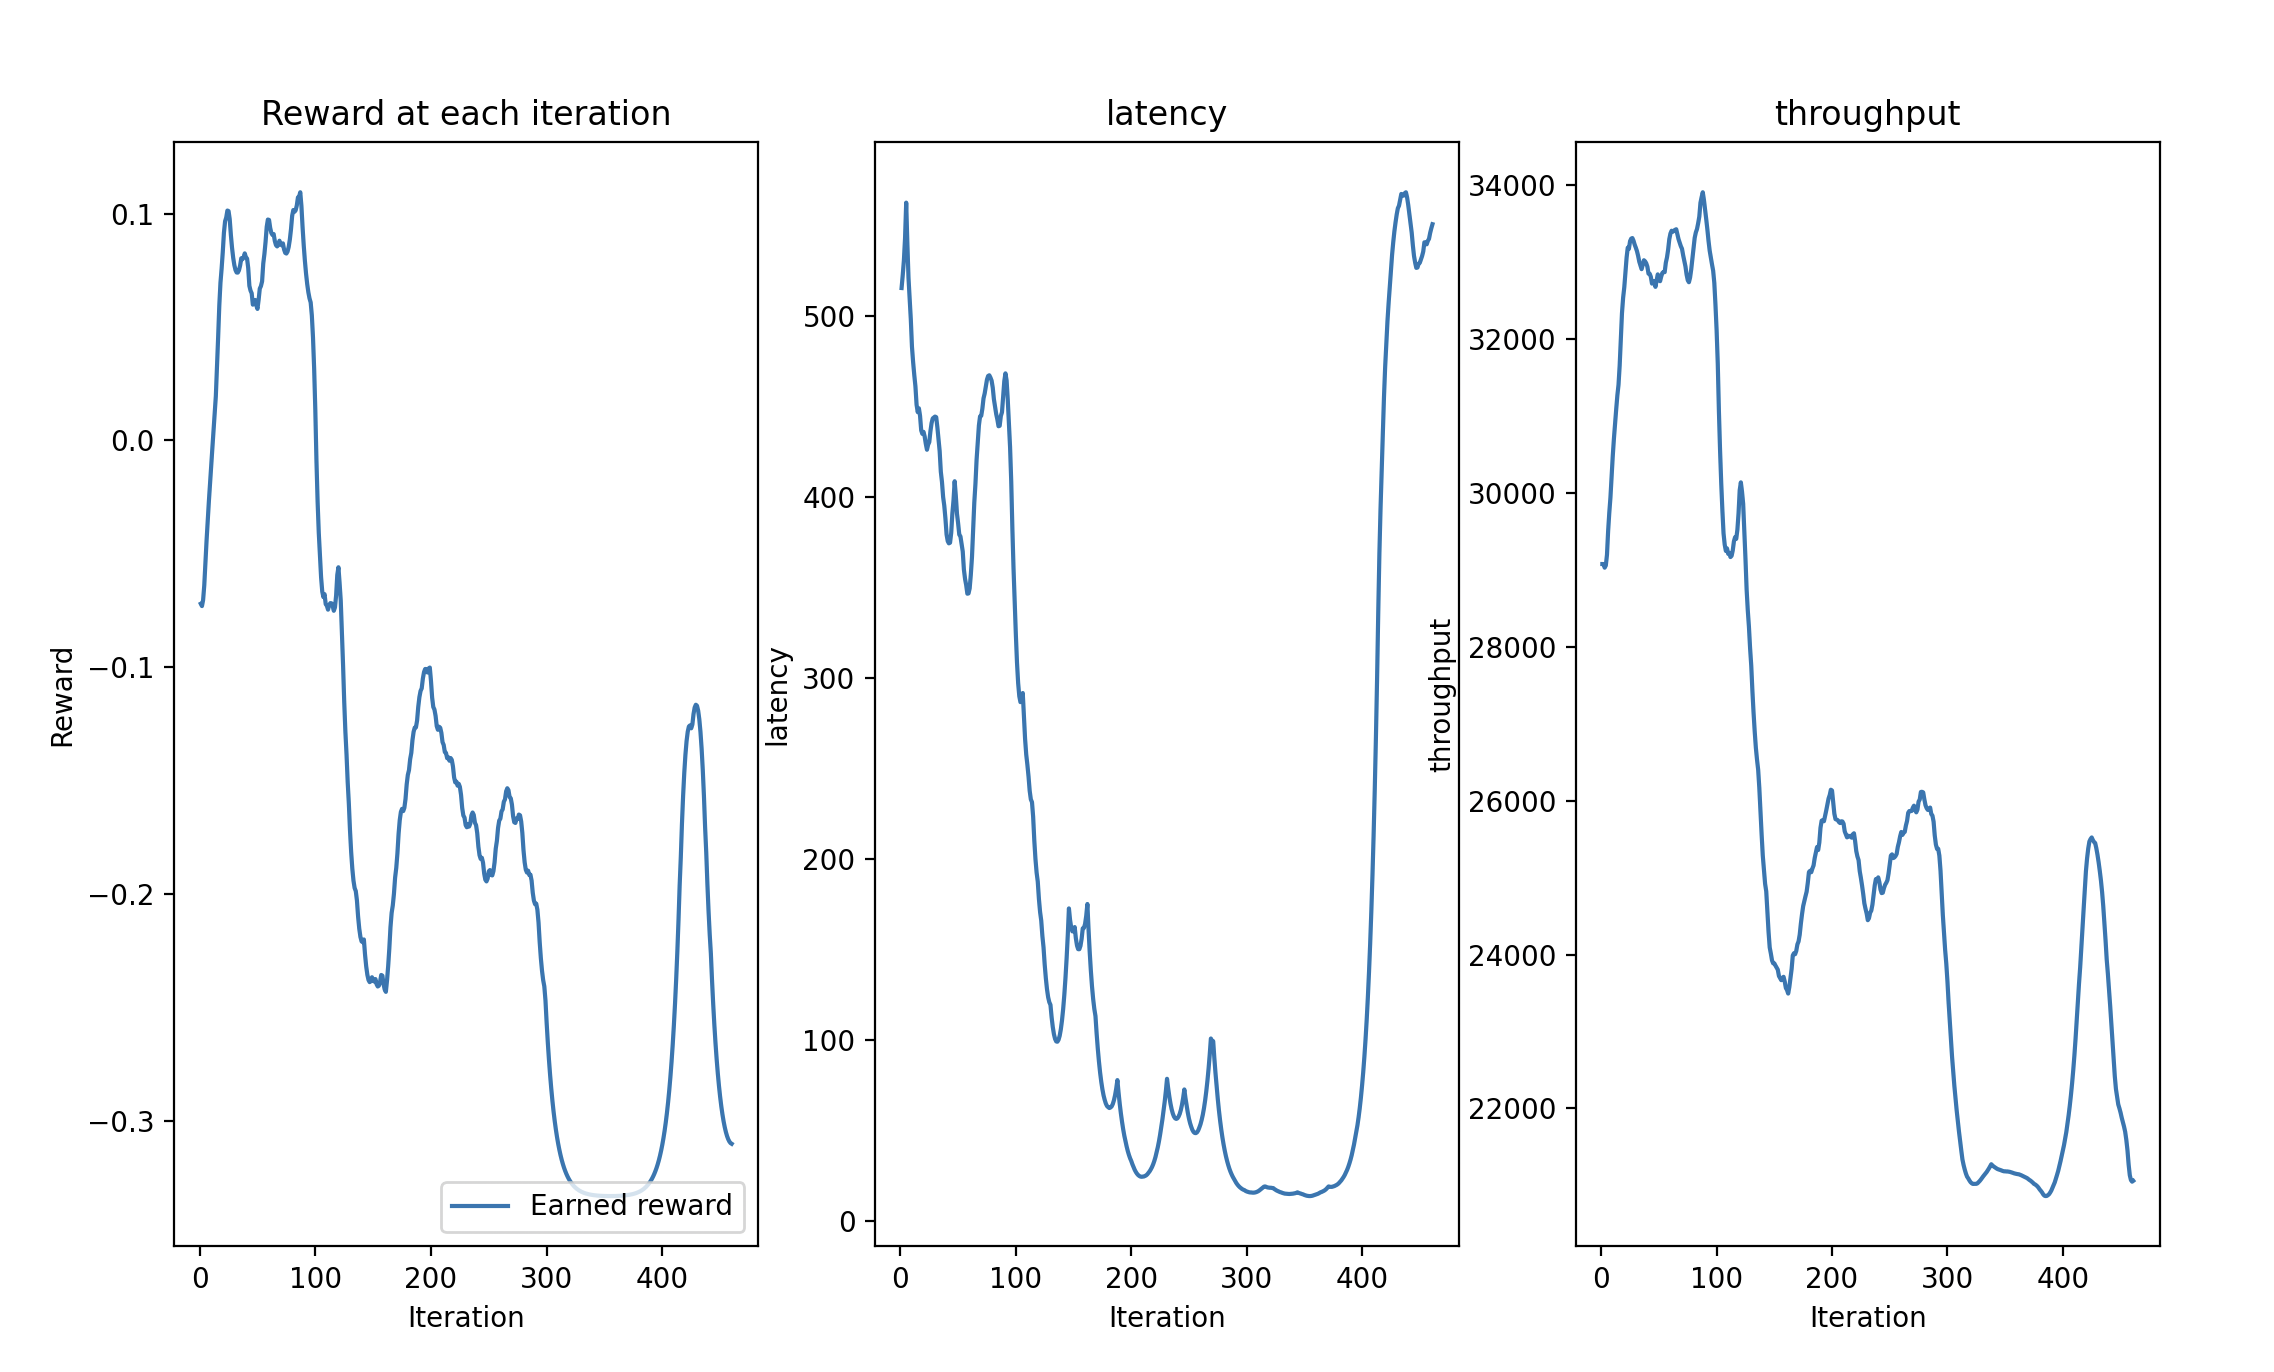 Reward at each iteration
Reward
0.1
0.0
−0.1
−0.2
−0.3
0 100 200 300 400
Iteration
Earned reward
latency
latency
500
400
300
200
100
0
0 100 200 300 400
Iteration
throughput
throughput
34000
32000
30000
28000
26000
24000
22000
0 100 200 300 400
Iteration